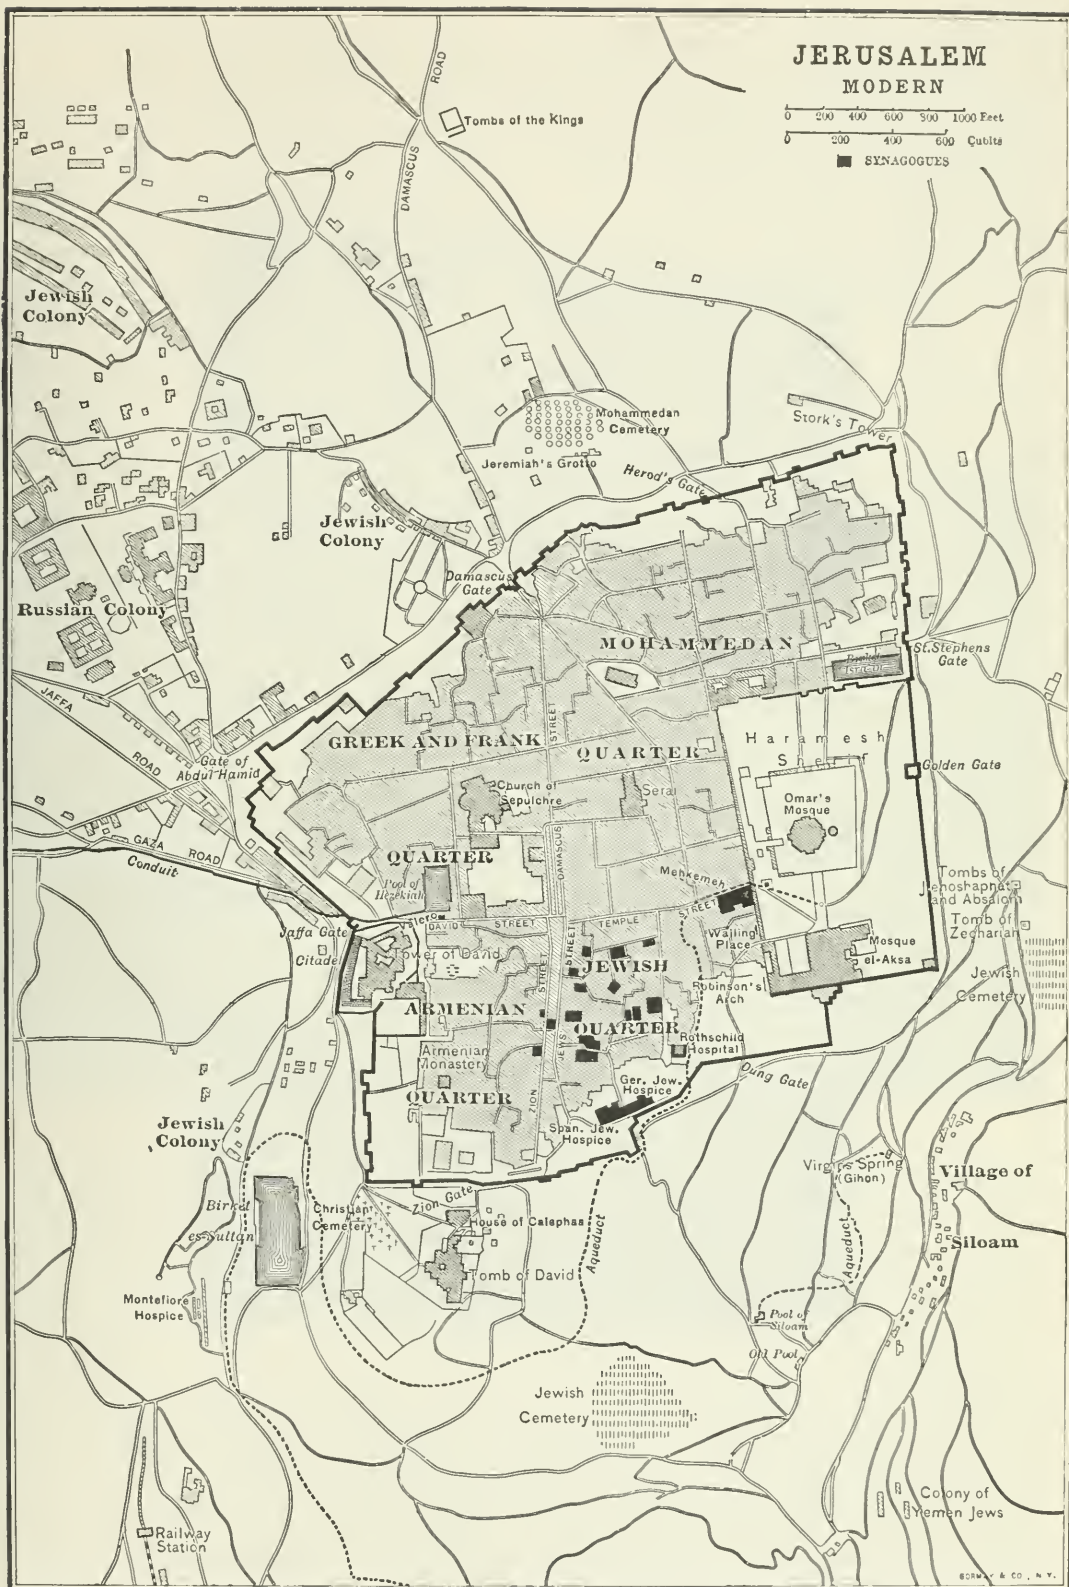 JERUSALEM
MODERN
0 200 400 600 800 1000 Feet
0 200 400 600 Cubits
SYNAGOGUES
ROAD
DAMASCUS
Tombs of the Kings
Jewish
Colony
Mohammedan
Cemetery
Jeremiah's Grotto
Stork's Tower
Herod's Gate
Jewish
Colony
Damascus
Gate
Russian Colony
MOHAMMEDAN
QUARTER
St. Stephens
Gate
JAFFA
ROAD
Gate of
Abdul Hamid
GREEK AND FRANK
QUARTER
STREET
DAMASCUS
Haram esh
Golden Gate
Church of
Sepulchre
Serai
Omar's
Mosque
GAZA ROAD
Conduit
Pool of
Hezekiah
Mehkemeh
Tombs of
Jehoshaphat
and Absalom
Tomb of
Zechariah
Jewish
Cemetery
Jaffa Gate
Citadel
DAVID STREET
TEMPLE STREET
Wailing
Place
Mosque
el-Aksa
Tower of David
JEWISH
QUARTER
STREET
STREET
Robinson's
Arch
ARMENIAN
QUARTER
Armenian
Monastery
JEWS
ZION
Rothschild
Hospital
Ger. Jew.
Hospice
Dung Gate
Span. Jew.
Hospice
Jewish
Colony
Birket
es-Sultan
Christian
Cemetery
Zion Gate
House of Caiaphas
Tomb of David
Aqueduct
Virgins Spring
(Gihon)
Village of
Siloam
Aqueduct
Montefiore
Hospice
Pool of
Siloam
Old Pool
Jewish
Cemetery
Colony of
Yemen Jews
Railway
Station
BORMAY & CO., N.Y.